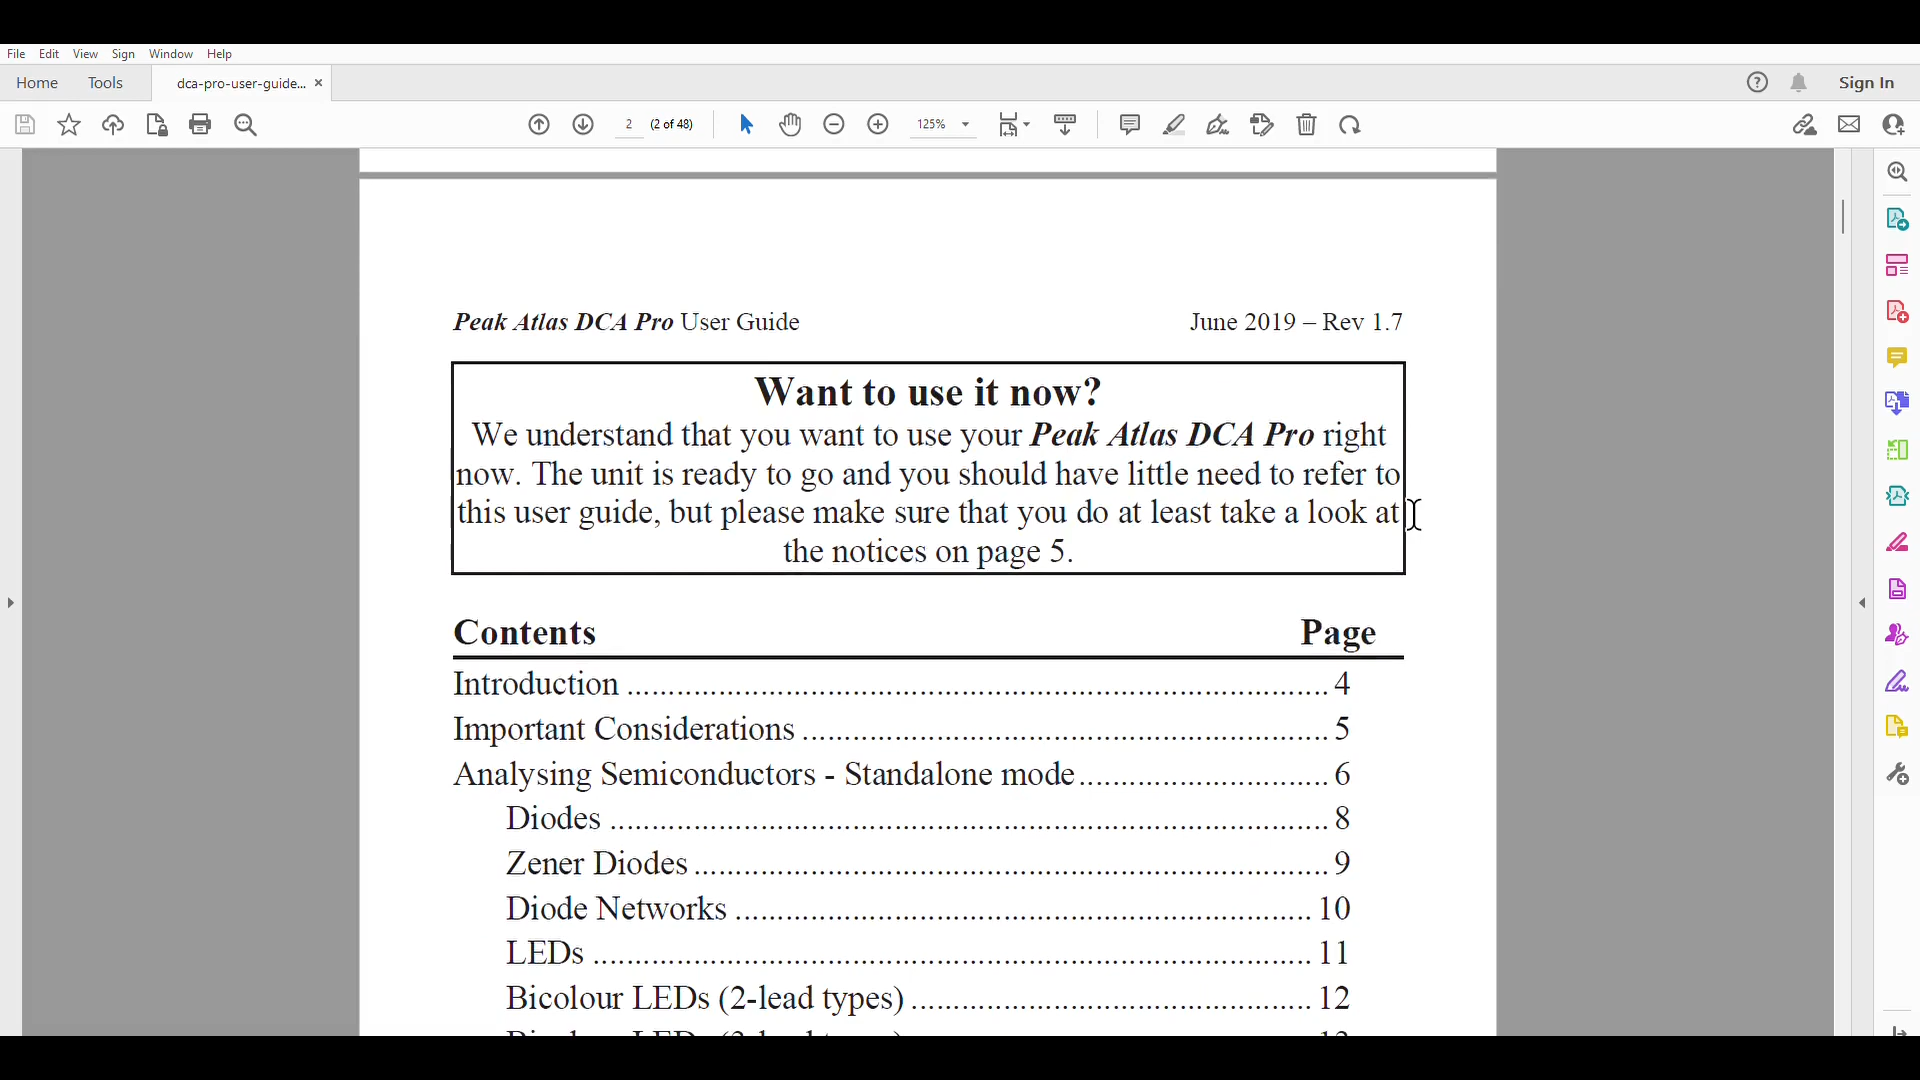 File Edit View Sign Window Help
Home Tools dca-pro-user-guide... × Sign In
2 (2 of 48) 125%
Peak Atlas DCA Pro User Guide June 2019 – Rev 1.7
Want to use it now?
We understand that you want to use your Peak Atlas DCA Pro right
now. The unit is ready to go and you should have little need to refer to
this user guide, but please make sure that you do at least take a look at
the notices on page 5.
Contents Page
Introduction .......... 4
Important Considerations .......... 5
Analysing Semiconductors - Standalone mode .......... 6
Diodes .......... 8
Zener Diodes .......... 9
Diode Networks .......... 10
LEDs .......... 11
Bicolour LEDs (2-lead types) .......... 12